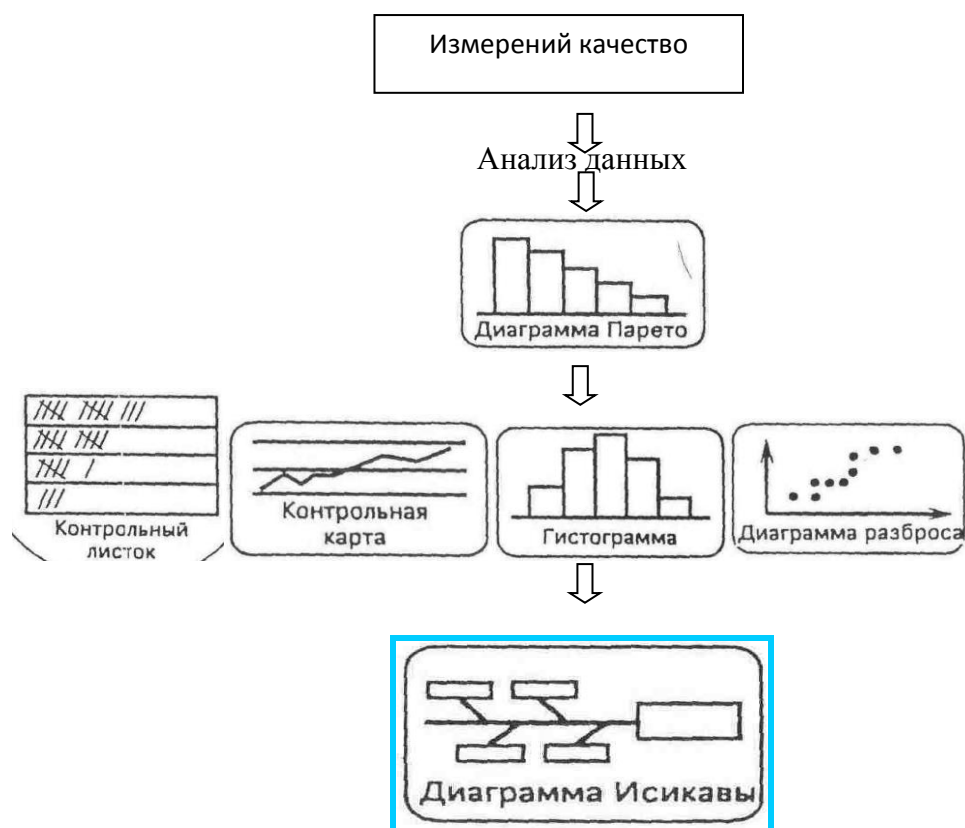 Измерений качество
Анализ данных
Диаграмма Парето
Контрольный
листок
Контрольная
карта
Гистограмма
Диаграмма разброса
Диаграмма Исикавы